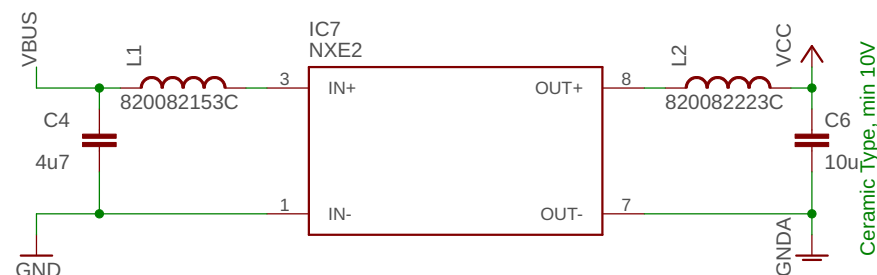 VBUS
L1
IC7
NXE2
L2
VCC
Ceramic Type, min 10V
820082153C
3
IN+
OUT+
8
820082223C
C4
4u7
C6
10u
1
IN-
OUT-
7
GND
GNDA